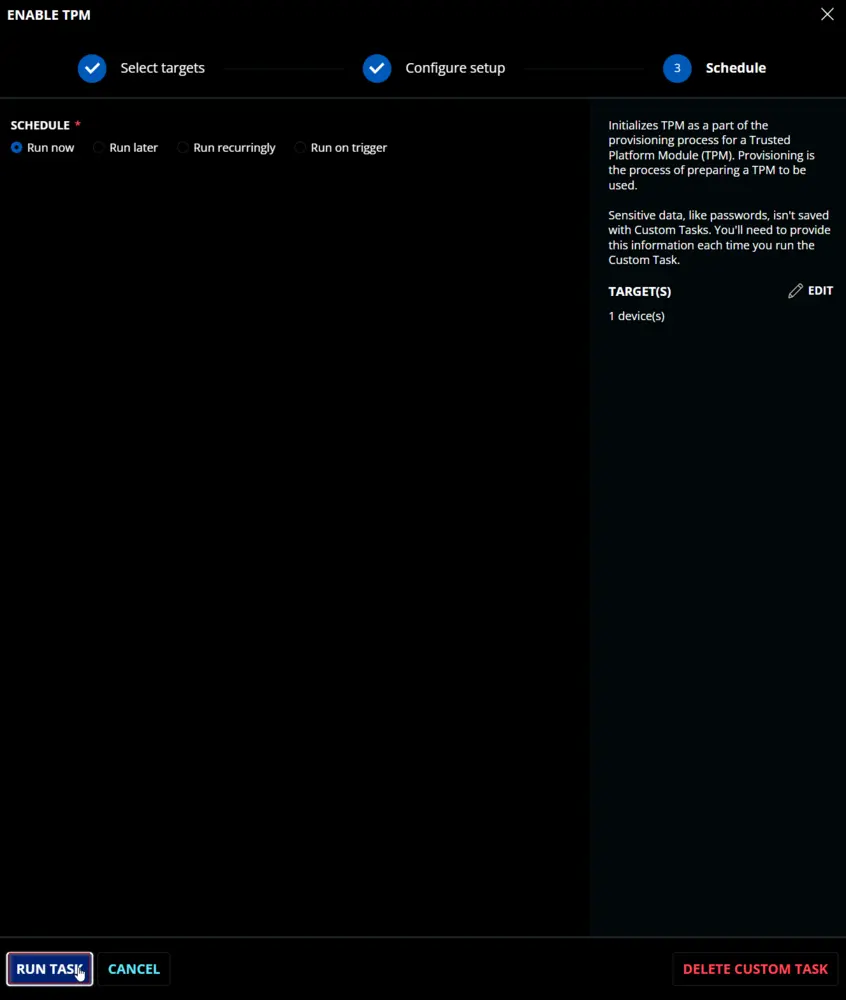 ENABLE TPM
Select targets
Configure setup
3 Schedule
SCHEDULE *
Run now Run later Run recurringly Run on trigger
Initializes TPM as a part of the
provisioning process for a Trusted
Platform Module (TPM). Provisioning is
the process of preparing a TPM to be
used.
Sensitive data, like passwords, isn't saved
with Custom Tasks. You'll need to provide
this information each time you run the
Custom Task.
TARGET(S) EDIT
1 device(s)
RUN TASK CANCEL DELETE CUSTOM TASK